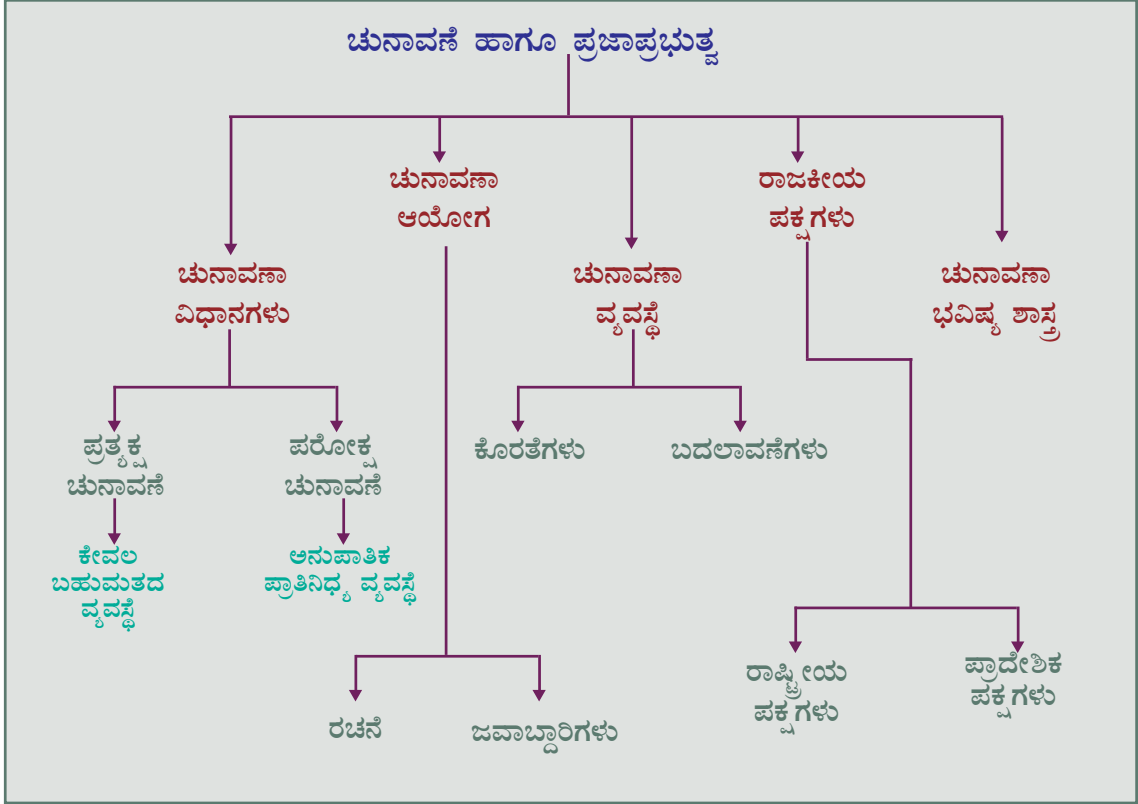 ಚುನಾವಣೆ ಹಾಗೂ ಪ್ರಜಾಪ್ರಭುತ್ವ
ಚುನಾವಣಾ
ಆಯೋಗ
ರಾಜಕೀಯ
ಪಕ್ಷಗಳು
ಚುನಾವಣಾ
ವಿಧಾನಗಳು
ಚುನಾವಣಾ
ವ್ಯವಸ್ಥೆ
ಚುನಾವಣಾ
ಭವಿಷ್ಯ ಶಾಸ್ತ್ರ
ಪ್ರತ್ಯಕ್ಷ
ಚುನಾವಣೆ
ಪರೋಕ್ಷ
ಚುನಾವಣೆ
ಕೊರತೆಗಳು
ಬದಲಾವಣೆಗಳು
ಕೇವಲ
ಬಹುಮತದ
ವ್ಯವಸ್ಥೆ
ಅನುಪಾತಿಕ
ಪ್ರಾತಿನಿಧ್ಯ ವ್ಯವಸ್ಥೆ
ರಚನೆ
ಜವಾಬ್ದಾರಿಗಳು
ರಾಷ್ಟ್ರೀಯ
ಪಕ್ಷಗಳು
ಪ್ರಾದೇಶಿಕ
ಪಕ್ಷಗಳು